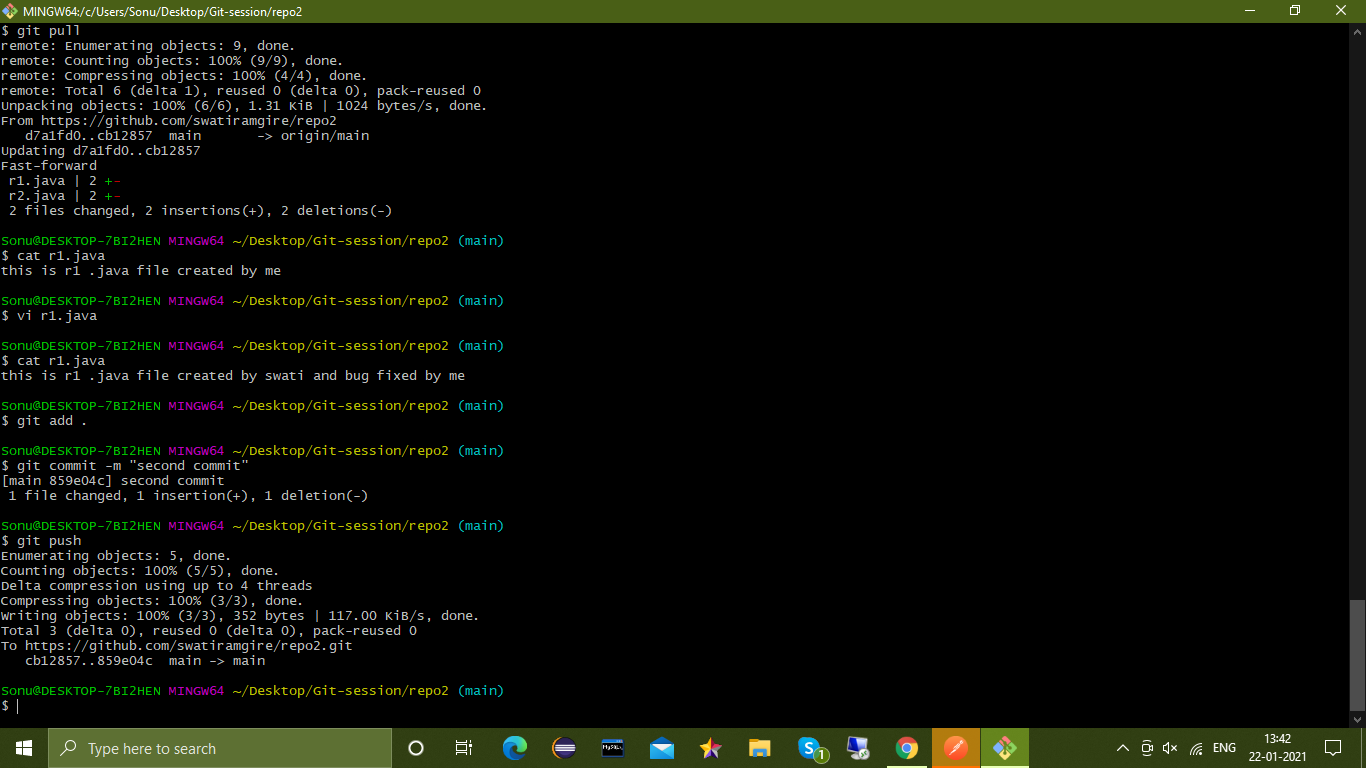 MINGW64:/c/Users/Sonu/Desktop/Git-session/repo2
$ git pull
remote: Enumerating objects: 9, done.
remote: Counting objects: 100% (9/9), done.
remote: Compressing objects: 100% (4/4), done.
remote: Total 6 (delta 1), reused 0 (delta 0), pack-reused 0
Unpacking objects: 100% (6/6), 1.31 KiB | 1024 bytes/s, done.
From https://github.com/swatiramgire/repo2
   d7a1fd0..cb12857  main       -> origin/main
Updating d7a1fd0..cb12857
Fast-forward
 r1.java | 2 +-
 r2.java | 2 +-
 2 files changed, 2 insertions(+), 2 deletions(-)
Sonu@DESKTOP-7BI2HEN MINGW64 ~/Desktop/Git-session/repo2 (main)
$ cat r1.java
this is r1 .java file created by me
Sonu@DESKTOP-7BI2HEN MINGW64 ~/Desktop/Git-session/repo2 (main)
$ vi r1.java
Sonu@DESKTOP-7BI2HEN MINGW64 ~/Desktop/Git-session/repo2 (main)
$ cat r1.java
this is r1 .java file created by swati and bug fixed by me
Sonu@DESKTOP-7BI2HEN MINGW64 ~/Desktop/Git-session/repo2 (main)
$ git add .
Sonu@DESKTOP-7BI2HEN MINGW64 ~/Desktop/Git-session/repo2 (main)
$ git commit -m "second commit"
[main 859e04c] second commit
 1 file changed, 1 insertion(+), 1 deletion(-)
Sonu@DESKTOP-7BI2HEN MINGW64 ~/Desktop/Git-session/repo2 (main)
$ git push
Enumerating objects: 5, done.
Counting objects: 100% (5/5), done.
Delta compression using up to 4 threads
Compressing objects: 100% (3/3), done.
Writing objects: 100% (3/3), 352 bytes | 117.00 KiB/s, done.
Total 3 (delta 0), reused 0 (delta 0), pack-reused 0
To https://github.com/swatiramgire/repo2.git
   cb12857..859e04c  main -> main
Sonu@DESKTOP-7BI2HEN MINGW64 ~/Desktop/Git-session/repo2 (main)
$
Type here to search
MySQL
1
ENG
13:42
22-01-2021